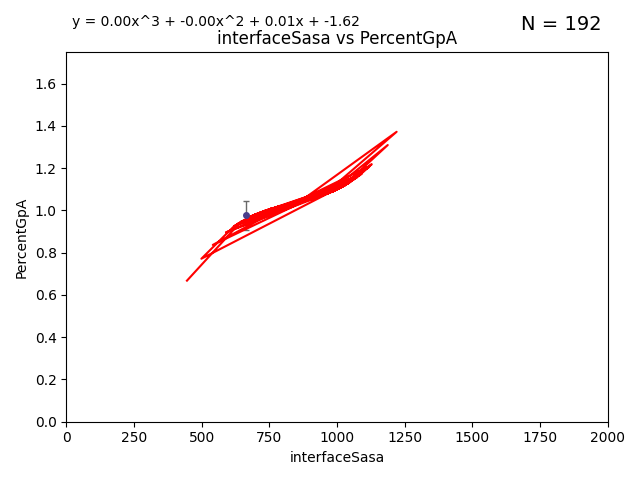 y = 0.00x^3 + -0.00x^2 + 0.01x + -1.62
N = 192
interfaceSasa vs PercentGpA
PercentGpA
1.6
1.4
1.2
1.0
0.8
0.6
0.4
0.2
0.0
0 250 500 750 1000 1250 1500 1750 2000
interfaceSasa